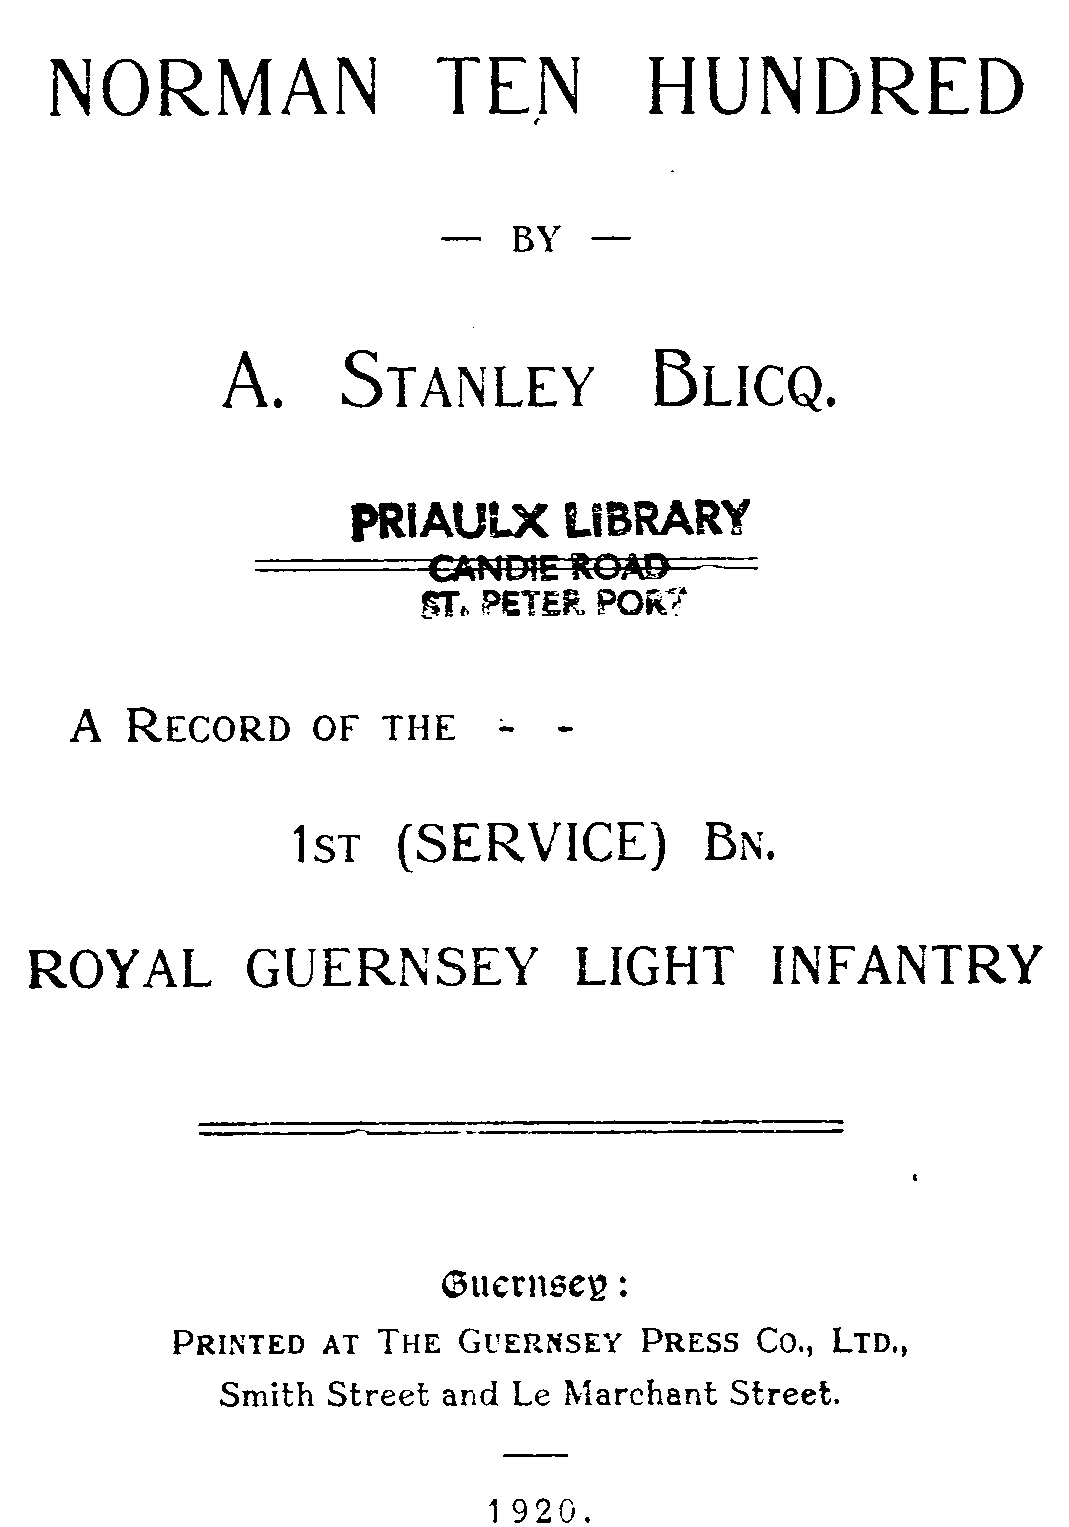 NORMAN TEN HUNDRED
— BY —
A. STANLEY BLICQ.
PRIAULX LIBRARY
CANDIE ROAD
ST. PETER PORT
A RECORD OF THE - -
1ST (SERVICE) BN.
ROYAL GUERNSEY LIGHT INFANTRY
Guernsey:
PRINTED AT THE GUERNSEY PRESS CO., LTD.,
Smith Street and Le Marchant Street.
1920.